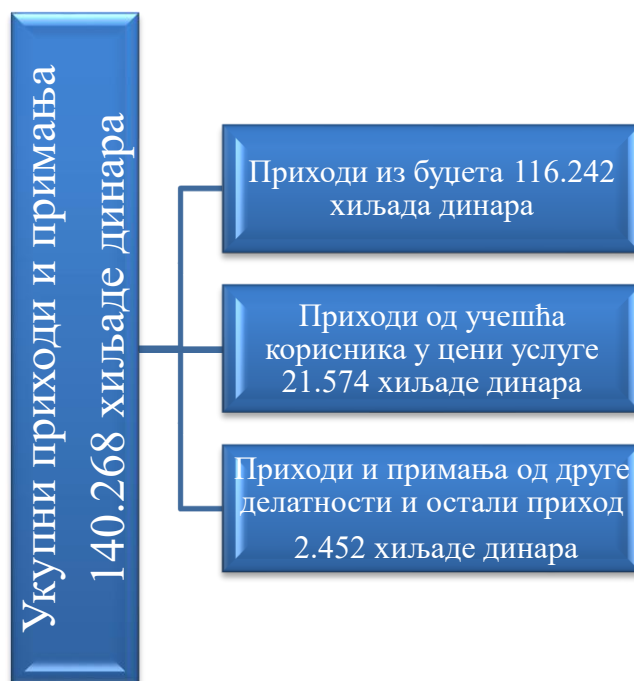 Укупни приходи и примања
140.268 хиљаде динара
Приходи из буџета 116.242
хиљада динара
Приходи од учешћа
корисника у цени услуге
21.574 хиљаде динара
Приходи и примања од друге
делатности и остали приход
2.452 хиљаде динара